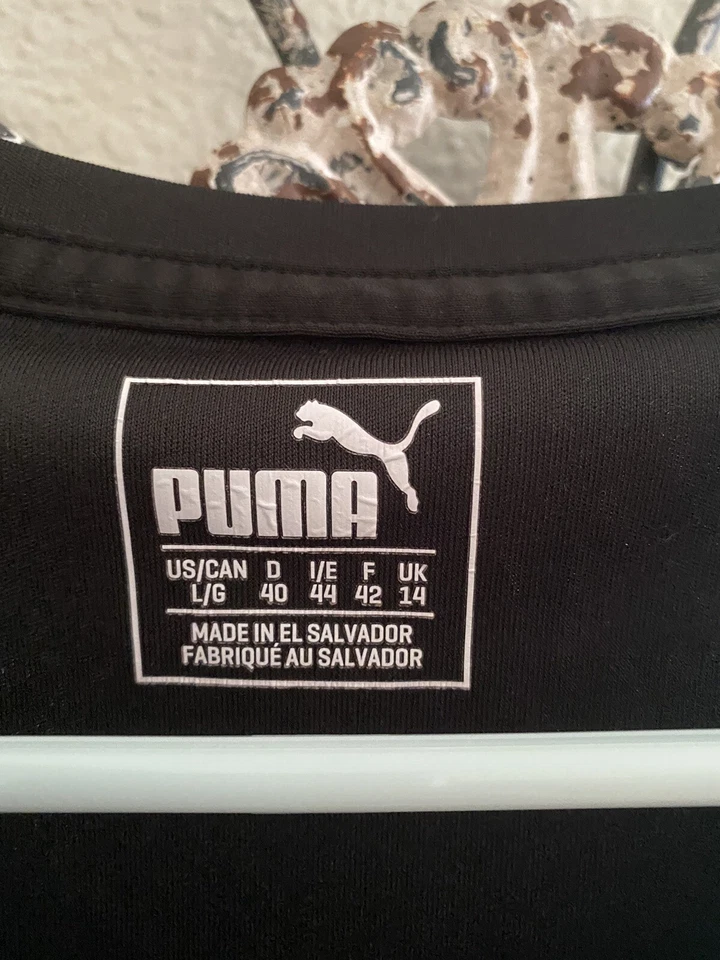 PUMA
US/CAN D I/E F UK
L/G 40 44 42 14
MADE IN EL SALVADOR
FABRIQUÉ AU SALVADOR